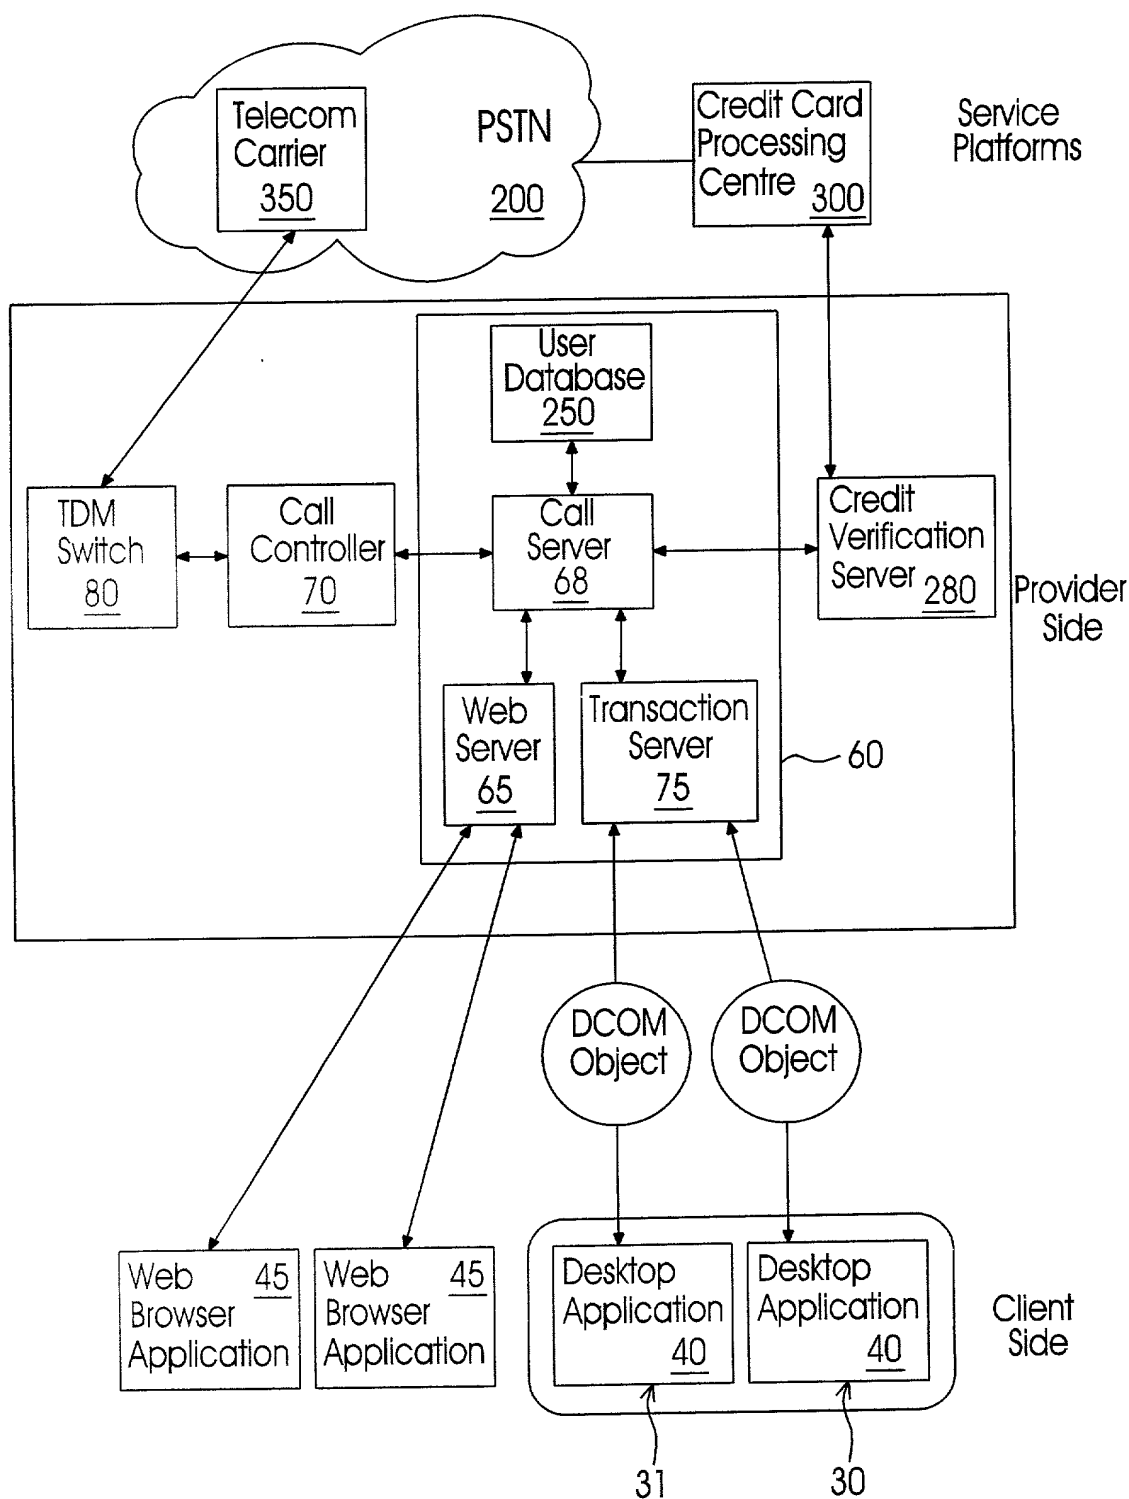 Telecom
Carrier
350
PSTN
200
Credit Card
Processing
Centre 300
Service
Platforms
User
Database
250
TDM
Switch
80
Call
Controller
70
Call
Server
68
Credit
Verification
Server 280
Provider
Side
Web
Server
65
Transaction
Server
75
60
DCOM
Object
DCOM
Object
Web 45
Browser
Application
Web 45
Browser
Application
Desktop
Application
40
Desktop
Application
40
Client
Side
31
30